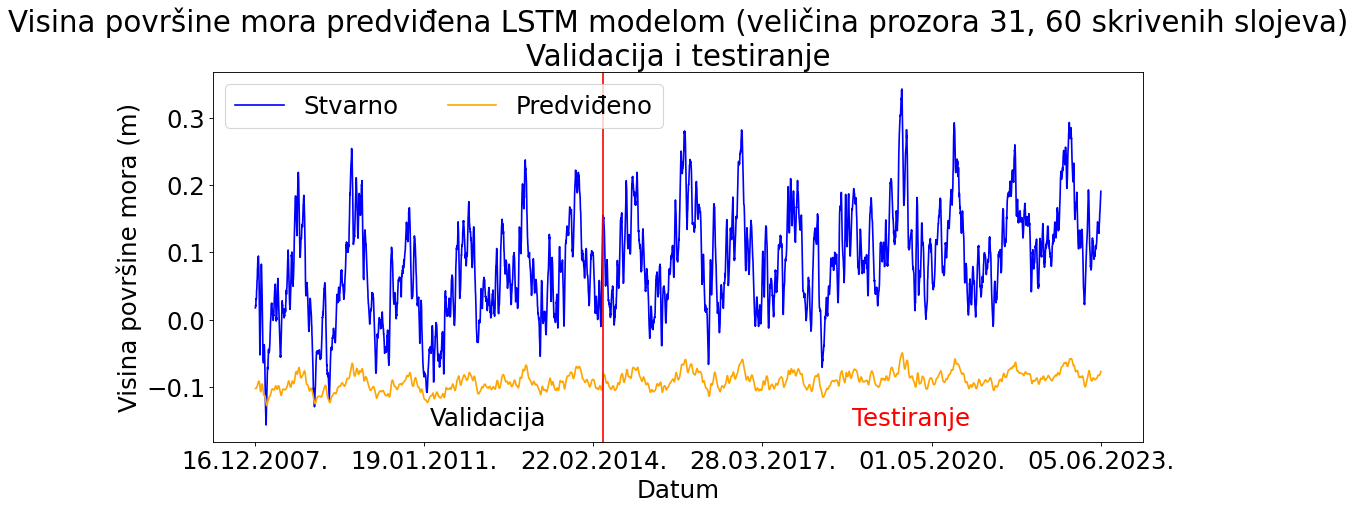 Visina površine mora predviđena LSTM modelom (veličina prozora 31, 60 skrivenih slojeva)
Validacija i testiranje
Stvarno
Predviđeno
Visina površine mora (m)
0.3
0.2
0.1
0.0
−0.1
Validacija
Testiranje
16.12.2007.
19.01.2011.
22.02.2014.
28.03.2017.
01.05.2020.
05.06.2023.
Datum